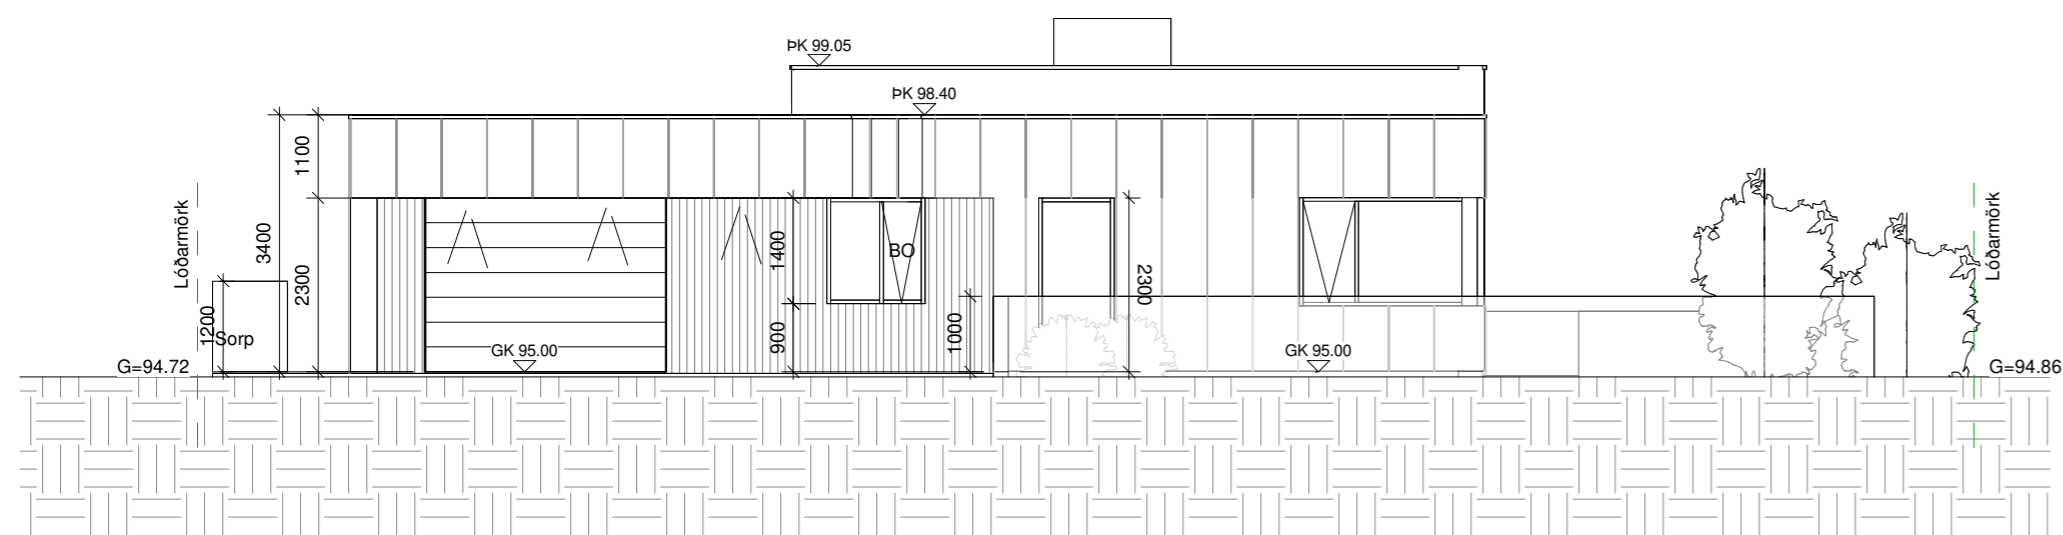 ÞK 99.05
ÞK 98.40
1100
3400
2300
Lóðarmörk
1200
Sorp
G=94.72
GK 95.00
1400
900
BO
1000
2300
GK 95.00
Lóðarmörk
G=94.86